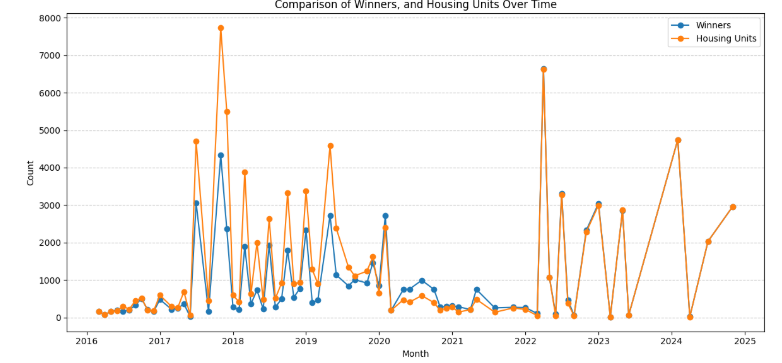 Comparison of Winners, and Housing Units Over Time
Winners
Housing Units
8000
7000
6000
5000
4000
3000
2000
1000
0
Count
2016 2017 2018 2019 2020 2021 2022 2023 2024 2025
Month